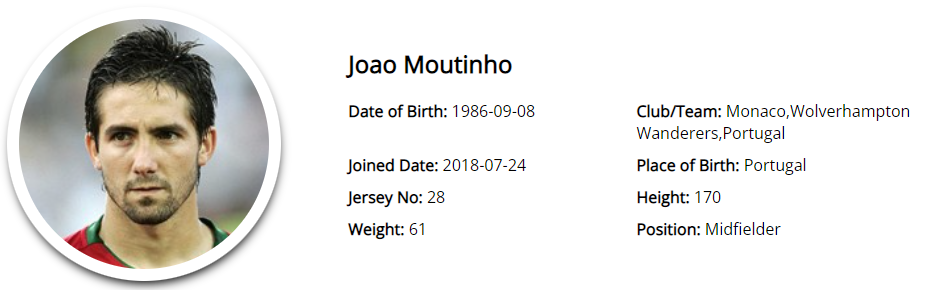 Joao Moutinho
Date of Birth: 1986-09-08
Club/Team: Monaco,Wolverhampton
Wanderers,Portugal
Joined Date: 2018-07-24
Place of Birth: Portugal
Jersey No: 28
Height: 170
Weight: 61
Position: Midfielder